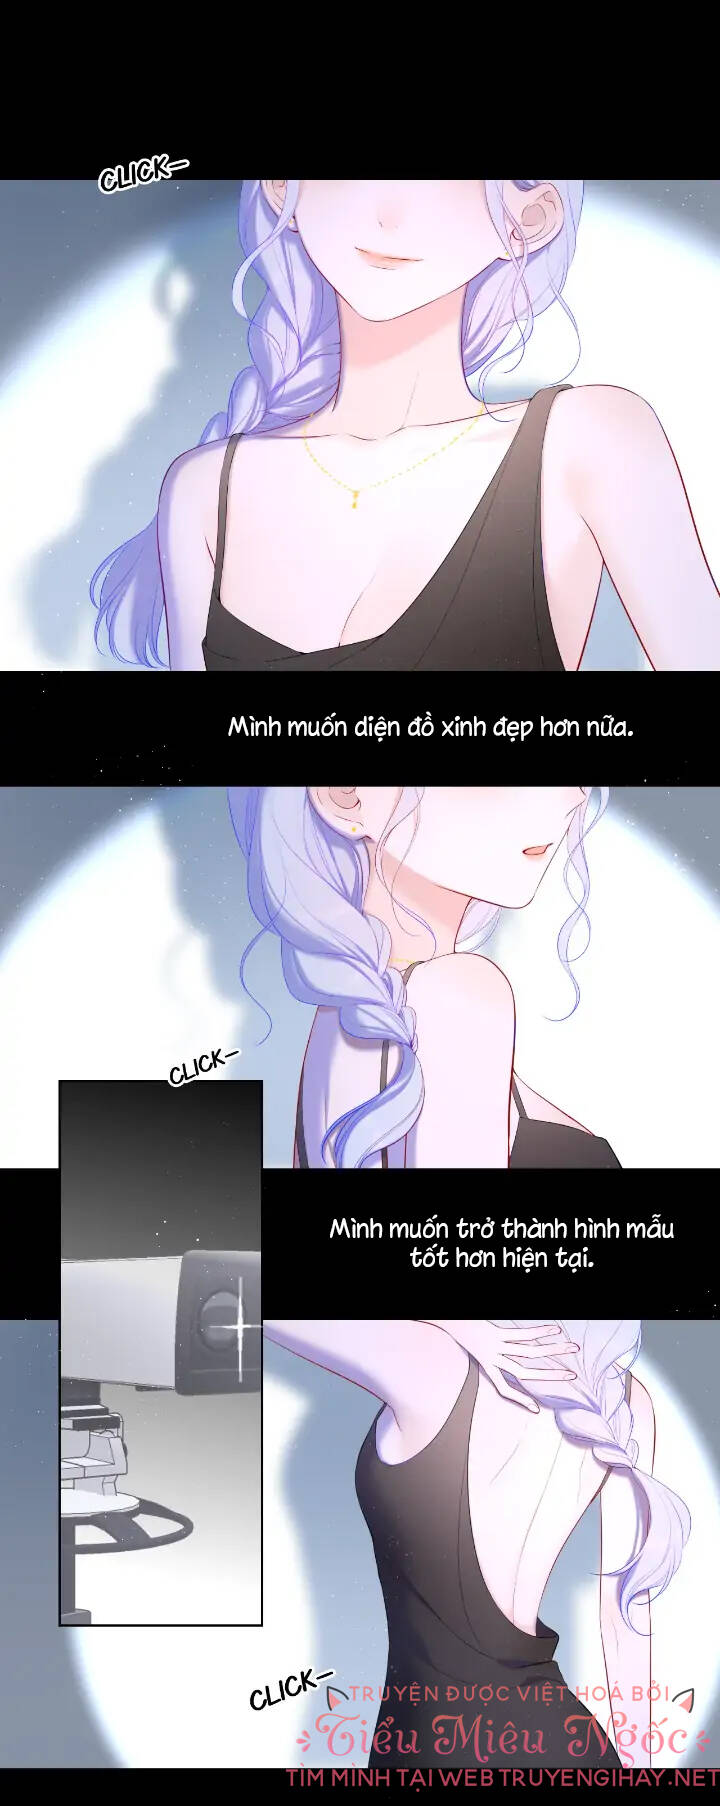 CLICK-
Mình muốn diện đồ xinh đẹp hơn nữa.
CLICK-
Mình muốn trở thành hình mẫu
tốt hơn hiện tại.
CLICK-
TRUYỆN ĐƯỢC VIỆT HOÁ BỞI
Tiểu Miêu Ngốc
TÌM MÌNH TẠI WEB TRUYENGIHAY.NET